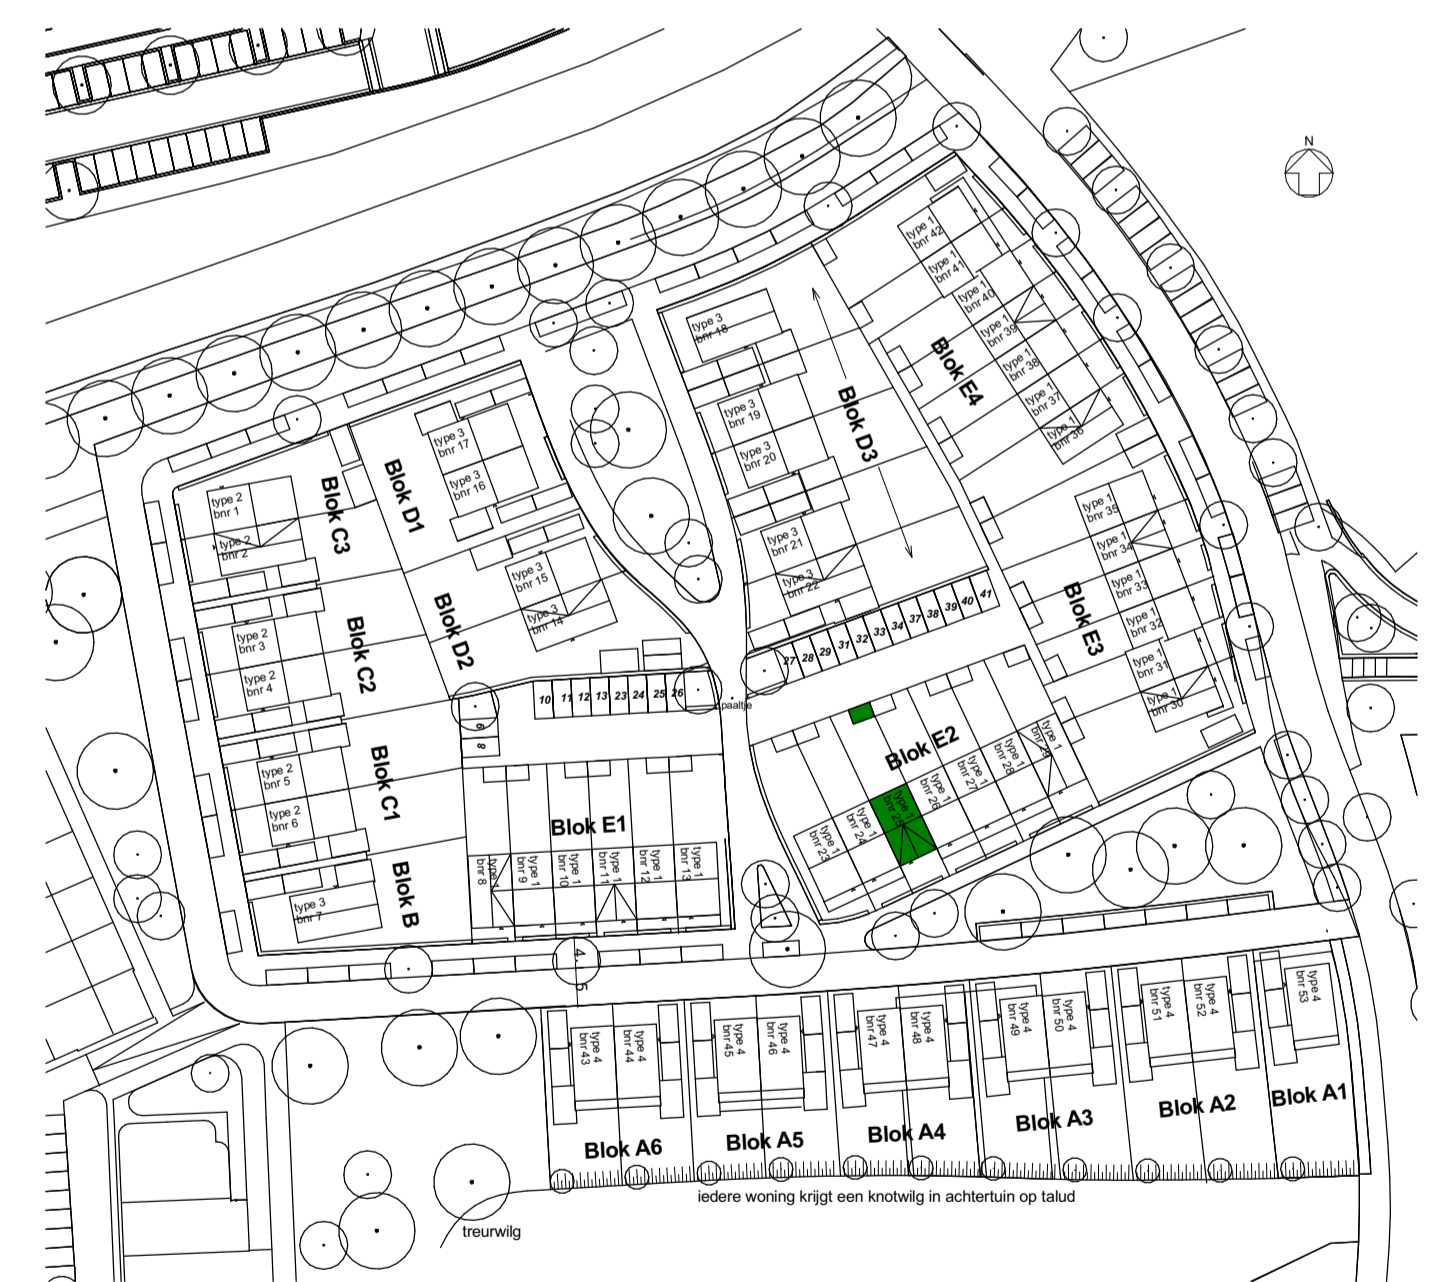 N
type 1
bnr 42
type 1
bnr 41
type 1
bnr 40
type 1
bnr 39
type 1
bnr 38
type 1
bnr 37
type 1
bnr 36
Blok E4
type 3
bnr 18
type 3
bnr 19
type 3
bnr 20
type 3
bnr 21
type 3
bnr 22
Blok D3
type 3
bnr 17
type 3
bnr 16
Blok D1
type 3
bnr 15
type 3
bnr 14
Blok D2
type 2
bnr 1
type 2
bnr 2
Blok C3
type 2
bnr 3
type 2
bnr 4
Blok C2
type 2
bnr 5
type 2
bnr 6
Blok C1
type 3
bnr 7
Blok B
type 1
bnr 35
type 1
bnr 34
type 1
bnr 33
type 1
bnr 32
type 1
bnr 31
type 1
bnr 30
Blok E3
27 28 29 31 32 33 34 37 38 39 40 41
10 11 12 13 23 24 25 26
paaltje
8
Blok E2
type 1
bnr 23
type 1
bnr 24
type 1
bnr 25
type 1
bnr 26
type 1
bnr 27
type 1
bnr 28
type 1
bnr 29
Blok E1
type 1
bnr 8
type 1
bnr 9
type 1
bnr 10
type 1
bnr 11
type 1
bnr 12
type 1
bnr 13
type 4
bnr 43
type 4
bnr 44
Blok A6
type 4
bnr 45
type 4
bnr 46
Blok A5
type 4
bnr 47
type 4
bnr 48
Blok A4
type 4
bnr 49
type 4
bnr 50
Blok A3
type 4
bnr 51
type 4
bnr 52
Blok A2
type 4
bnr 53
Blok A1
iedere woning krijgt een knotwilg in achtertuin op talud
treurwilg